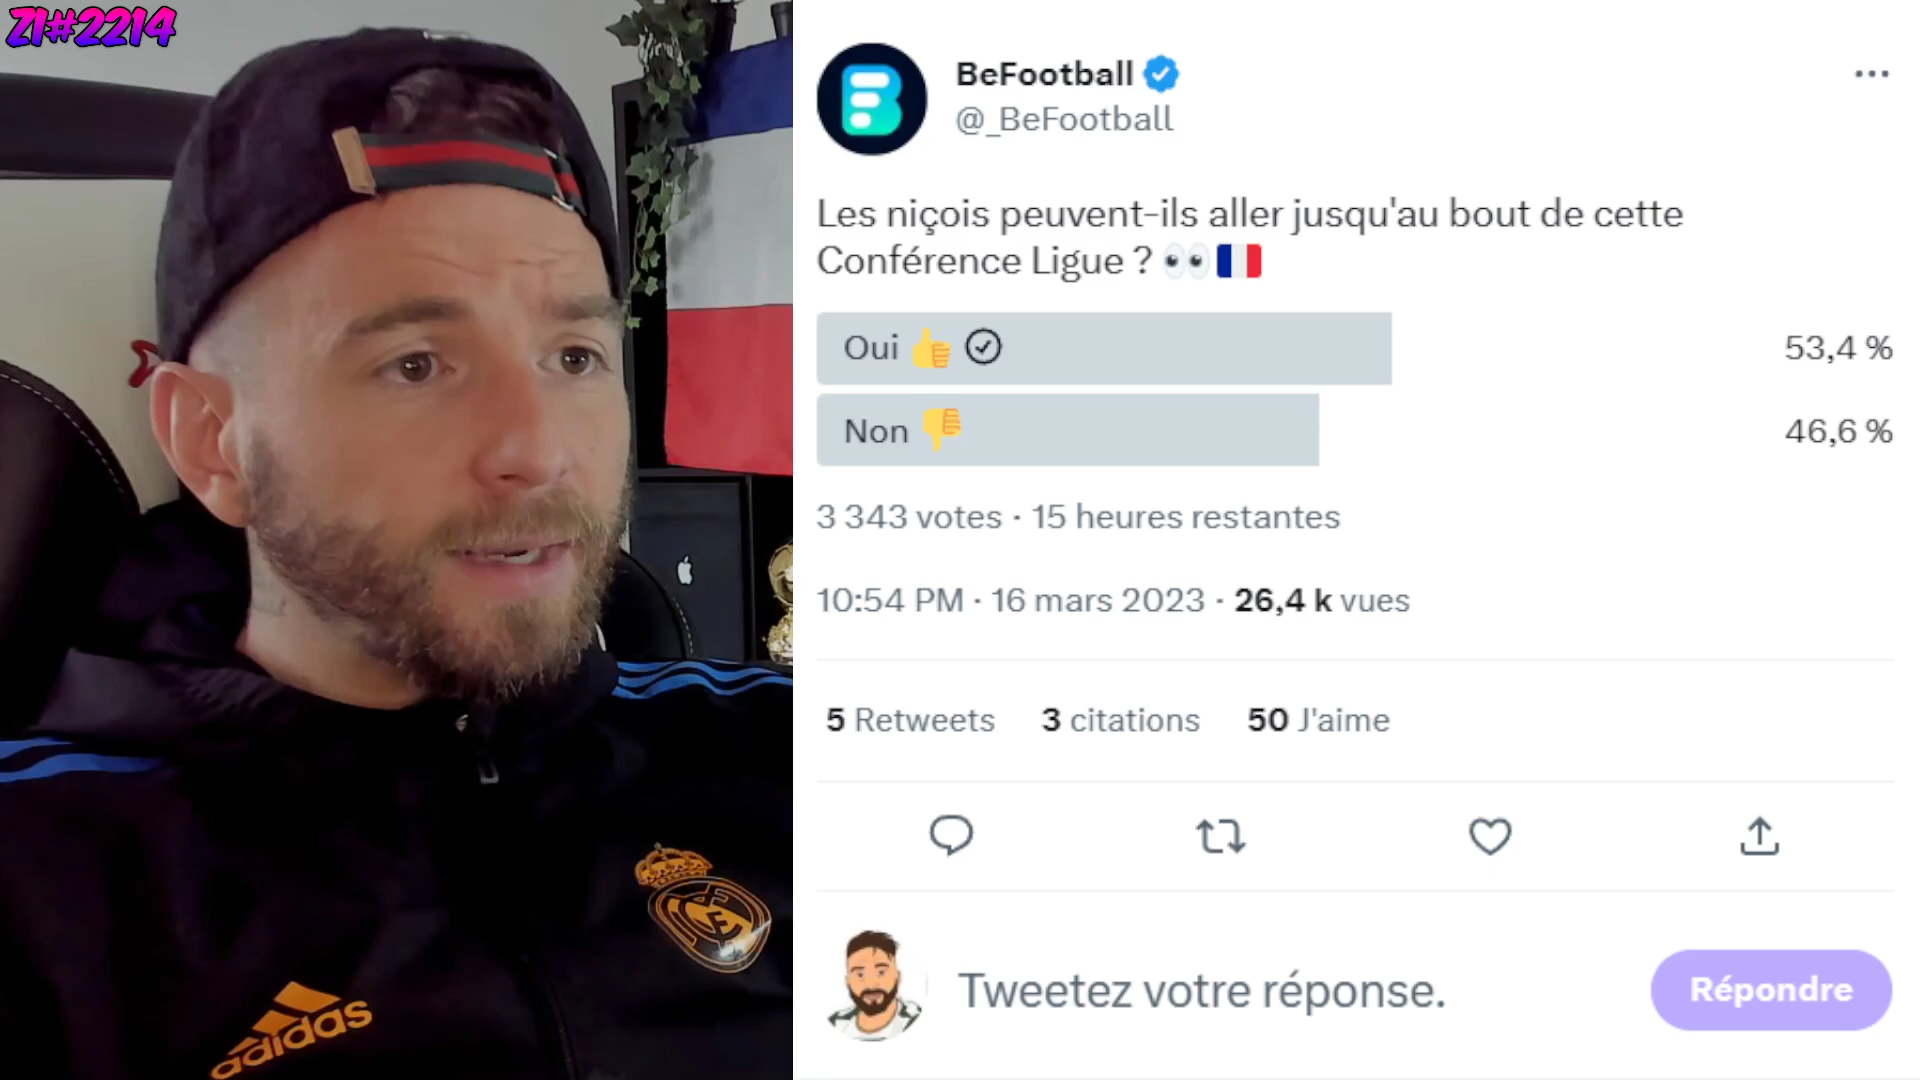 Z1#2214
BeFootball
@_BeFootball
Les niçois peuvent-ils aller jusqu'au bout de cette
Conférence Ligue ? 👀🇫🇷
Oui 👍 53,4 %
Non 👎 46,6 %
3 343 votes · 15 heures restantes
10:54 PM · 16 mars 2023 · 26,4 k vues
5 Retweets 3 citations 50 J'aime
Tweetez votre réponse.
Répondre
adidas